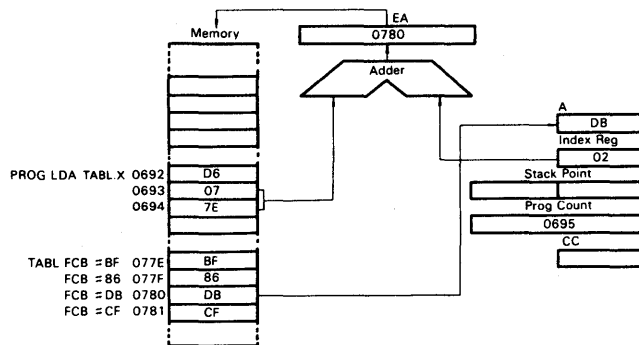 EA
Memory
0780
Adder
A
DB
Index Reg
02
Stack Point
Prog Count
0695
CC
PROG LDA TABL.X 0692 D6
0693 07
0694 7E
TABL FCB =BF 077E BF
FCB =86 077F 86
FCB =DB 0780 DB
FCB =CF 0781 CF